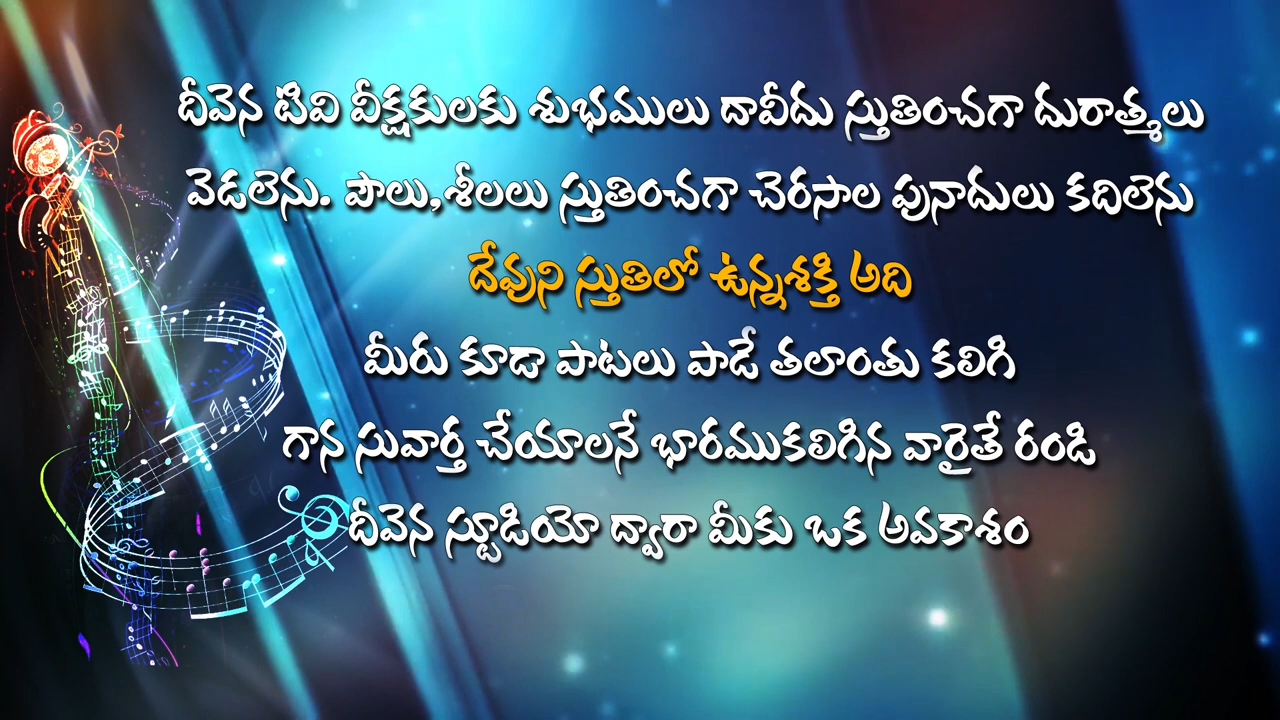 దీవెన టివి వీక్షకులకు శుభములు దావీదు స్తుతించగా దురాత్మలు
వెడలెను. పౌలు,శీలలు స్తుతించగా చెరసాల పునాదులు కదిలెను
దేవుని స్తుతిలో ఉన్నశక్తి అది
మీరు కూడా పాటలు పాడే తలాంతు కలిగి
గాన సువార్త చేయాలనే భారముకలిగిన వారైతే రండి
దీవెన స్టూడియో ద్వారా మీకు ఒక అవకాశం